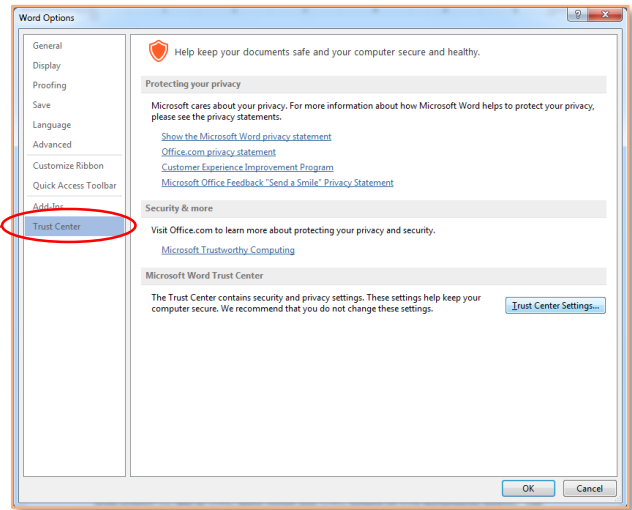 Word Options
General
Display
Proofing
Save
Language
Advanced
Customize Ribbon
Quick Access Toolbar
Add-Ins
Trust Center
Help keep your documents safe and your computer secure and healthy.
Protecting your privacy
Microsoft cares about your privacy. For more information about how Microsoft Word helps to protect your privacy,
please see the privacy statements.
Show the Microsoft Word privacy statement
Office.com privacy statement
Customer Experience Improvement Program
Microsoft Office Feedback "Send a Smile" Privacy Statement
Security & more
Visit Office.com to learn more about protecting your privacy and security.
Microsoft Trustworthy Computing
Microsoft Word Trust Center
The Trust Center contains security and privacy settings. These settings help keep your
computer secure. We recommend that you do not change these settings.
Trust Center Settings...
OK
Cancel